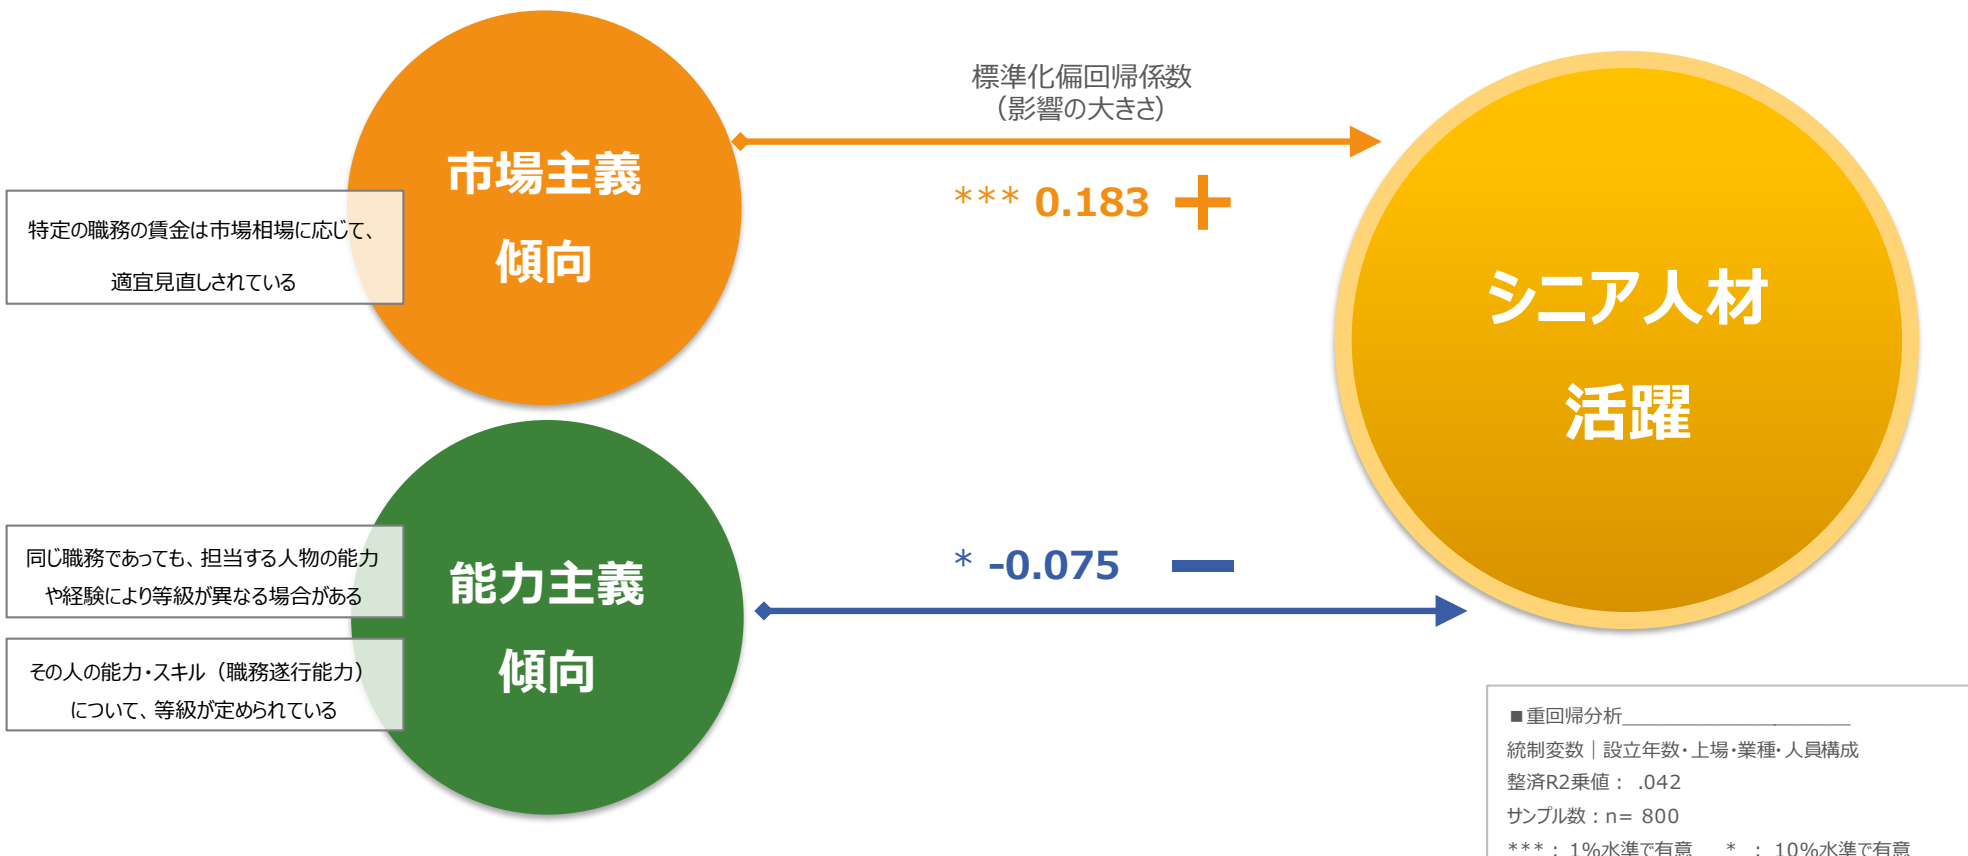 標準化偏回帰係数
（影響の大きさ）
市場主義
傾向
*** 0.183 ＋
特定の職務の賃金は市場相場に応じて、
適宜見直しされている
シニア人材
活躍
能力主義
傾向
* -0.075 ー
同じ職務であっても、担当する人物の能力
や経験により等級が異なる場合がある
その人の能力・スキル（職務遂行能力）
について、等級が定められている
■重回帰分析
統制変数｜設立年数・上場・業種・人員構成
整済R2乗値： .042
サンプル数：n= 800
***： 1%水準で有意 * ： 10%水準で有意